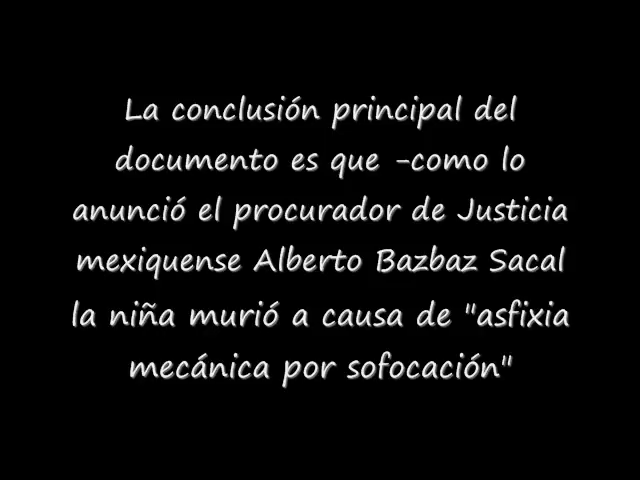 La conclusión principal del
documento es que -como lo
anunció el procurador de Justicia
mexiquense Alberto Bazbaz Sacal
la niña murió a causa de "asfixia
mecánica por sofocación"